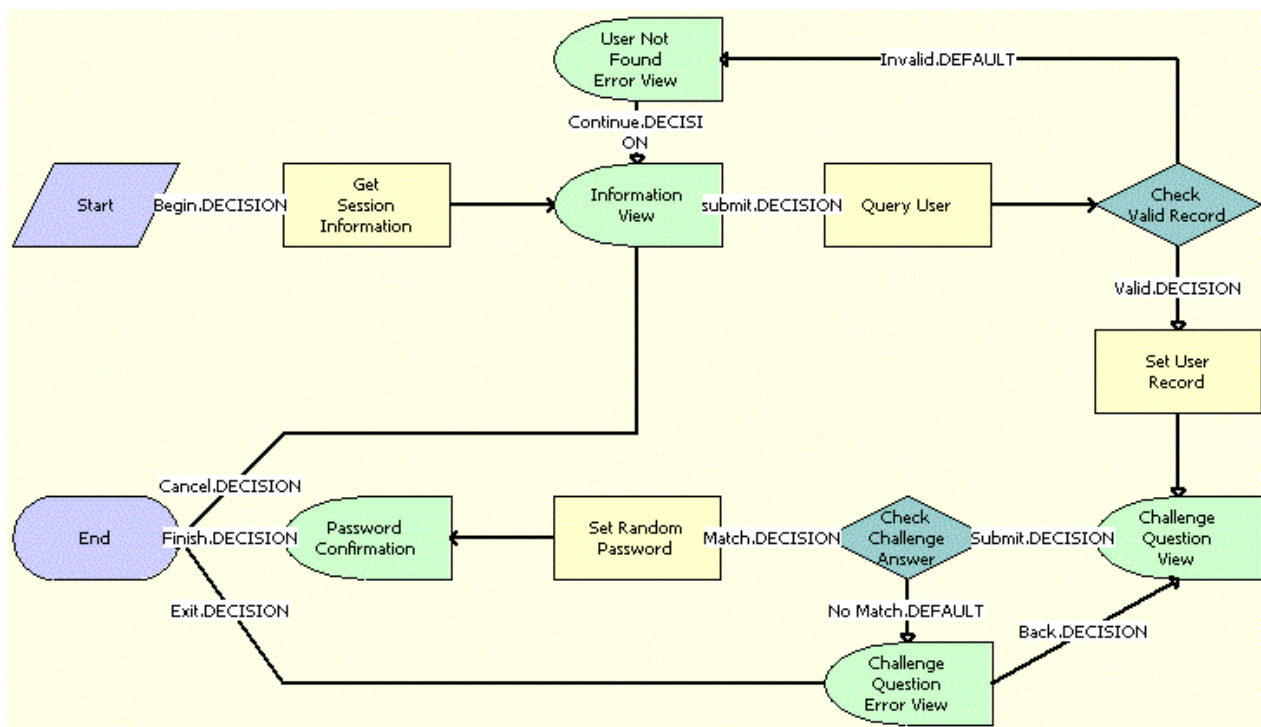 User Not
Found
Error View
Invalid.DEFAULT
Continue.DECISI
ON
Start
Begin.DECISION
Get
Session
Information
Information
View
submit.DECISION
Query User
Check
Valid Record
Valid.DECISION
Set User
Record
Cancel.DECISION
End
Finish.DECISION
Password
Confirmation
Set Random
Password
Match.DECISION
Check
Challenge
Answer
Submit.DECISION
Challenge
Question
View
Exit.DECISION
No Match.DEFAULT
Back.DECISION
Challenge
Question
Error View